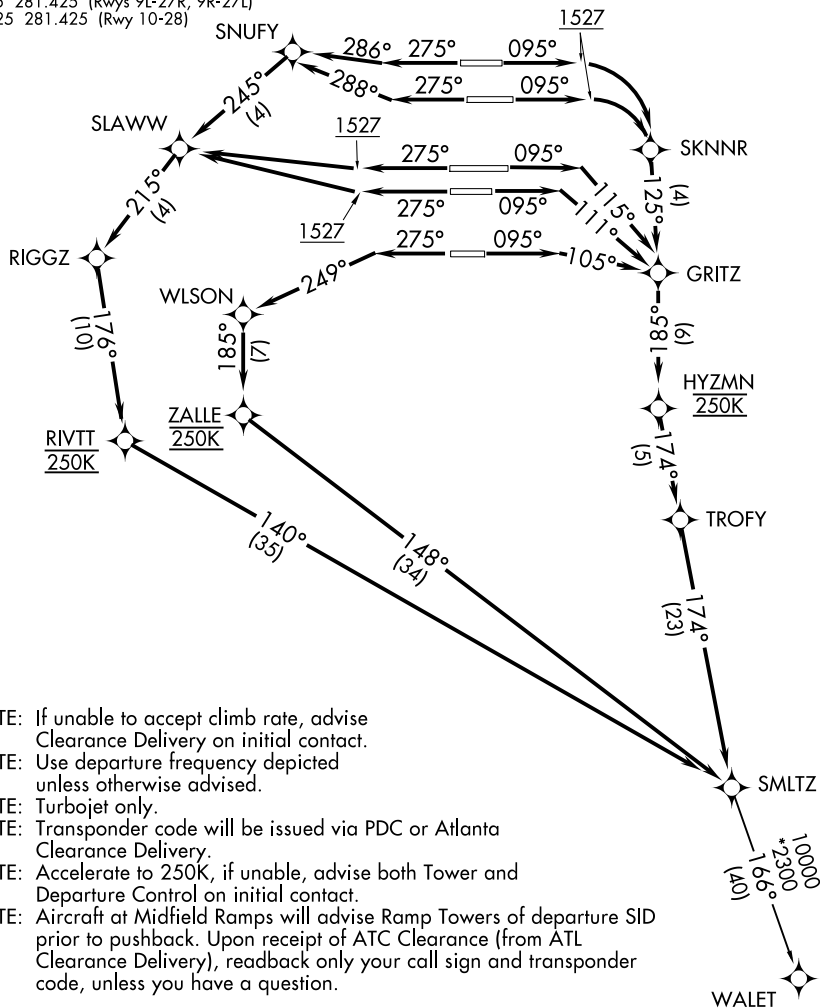 281.425 (Rwys 9L-27R, 9R-27L)
25 281.425 (Rwy 10-28)
SNUFY
1527
286° 275° 095°
288° 275° 095°
245°
(4)
SLAWW
1527
275° 095°
SKNNR
125°
(4)
215°
(4)
115°
275° 095°
111°
1527
RIGGZ
275° 095°
105°
GRITZ
249°
WLSON
176°
(10)
185°
(7)
185°
(6)
HYZMN
250K
ZALLE
250K
RIVTT
250K
174°
(5)
TROFY
140°
(35)
148°
(34)
174°
(23)
TE: If unable to accept climb rate, advise
Clearance Delivery on initial contact.
TE: Use departure frequency depicted
unless otherwise advised.
TE: Turbojet only.
TE: Transponder code will be issued via PDC or Atlanta
Clearance Delivery.
TE: Accelerate to 250K, if unable, advise both Tower and
Departure Control on initial contact.
TE: Aircraft at Midfield Ramps will advise Ramp Towers of departure SID
prior to pushback. Upon receipt of ATC Clearance (from ATL
Clearance Delivery), readback only your call sign and transponder
code, unless you have a question.
SMLTZ
10000
*2300
166°
(40)
WALET